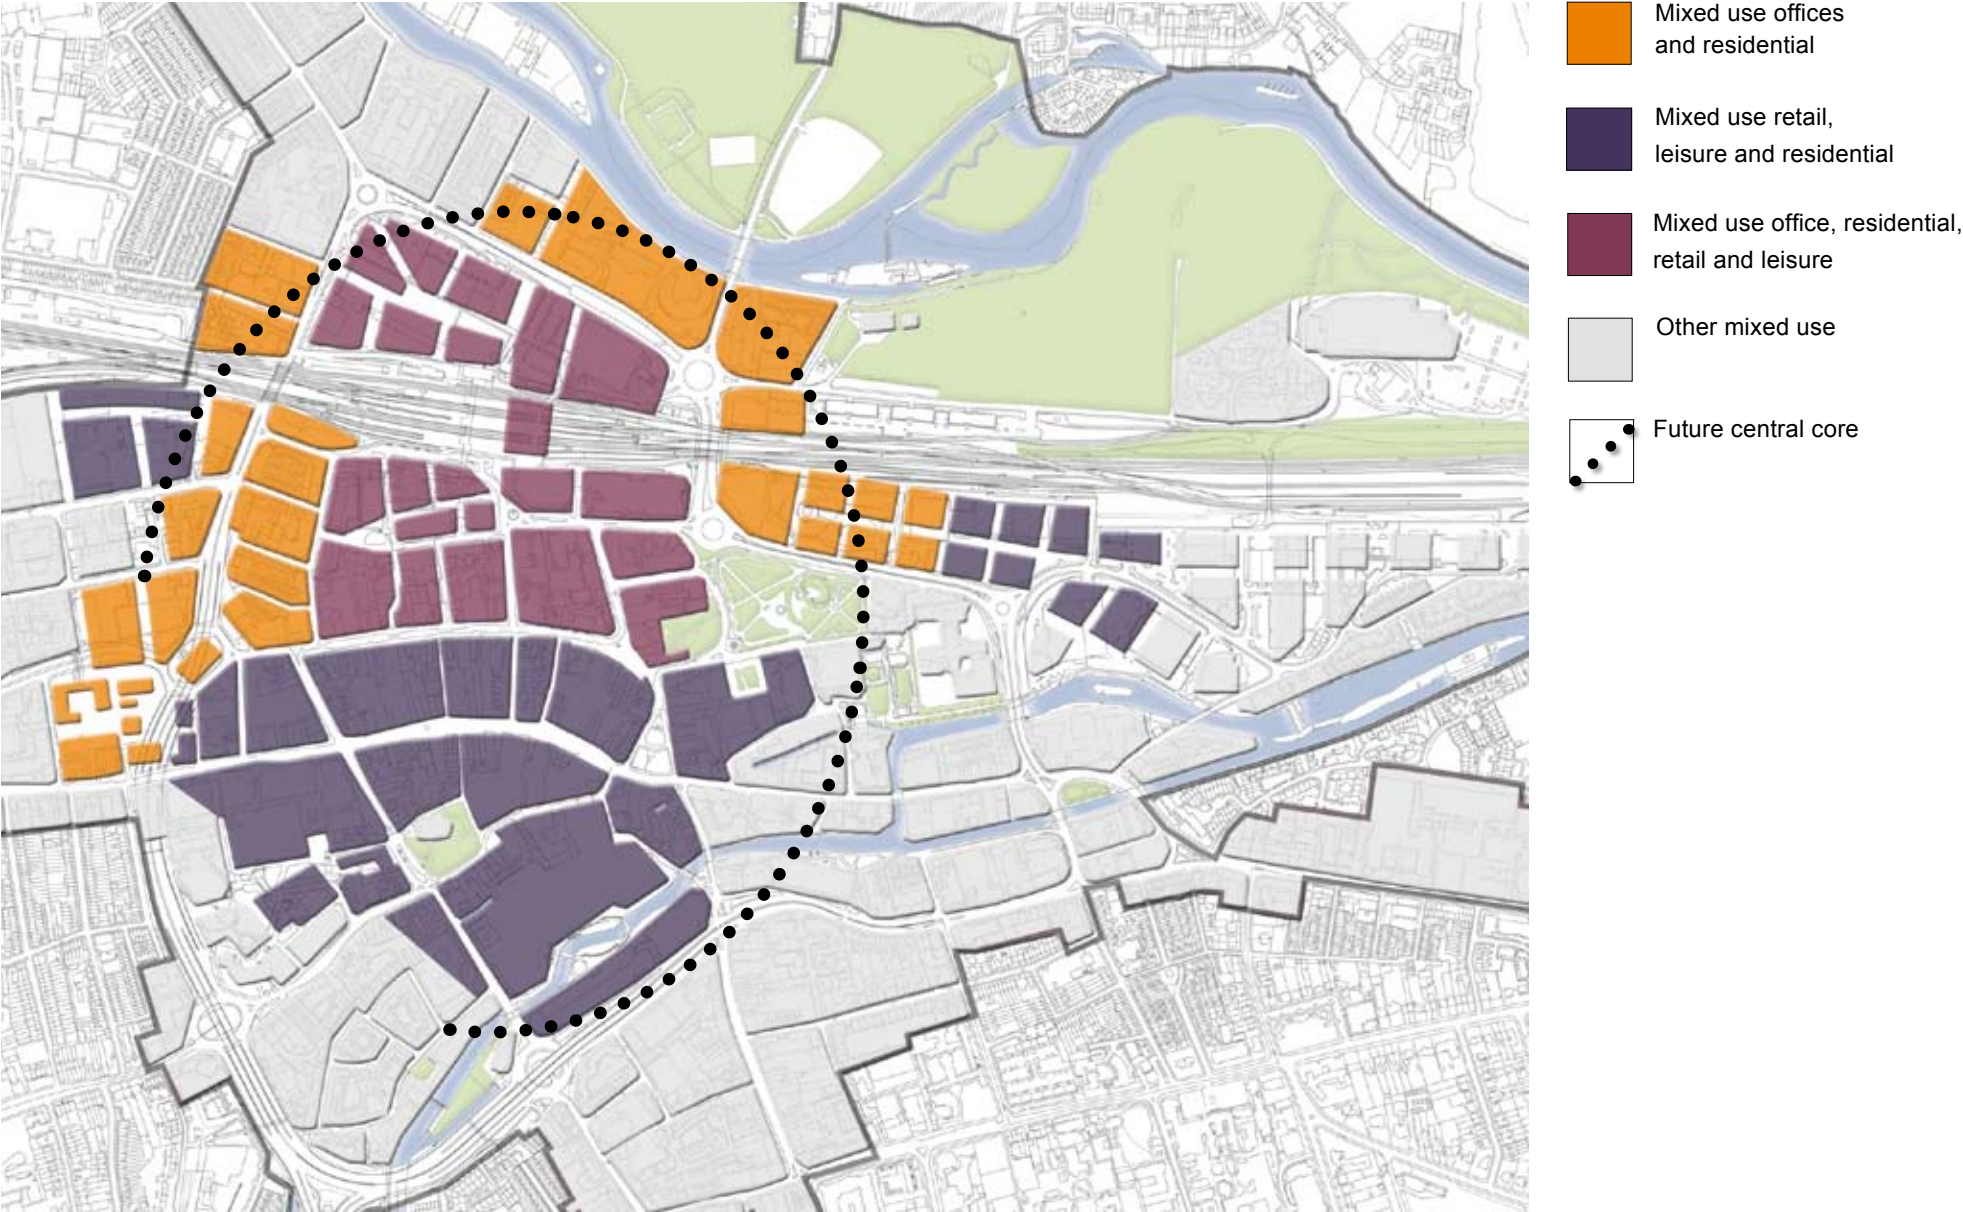 Mixed use offices
and residential
Mixed use retail,
leisure and residential
Mixed use office, residential,
retail and leisure
Other mixed use
Future central core